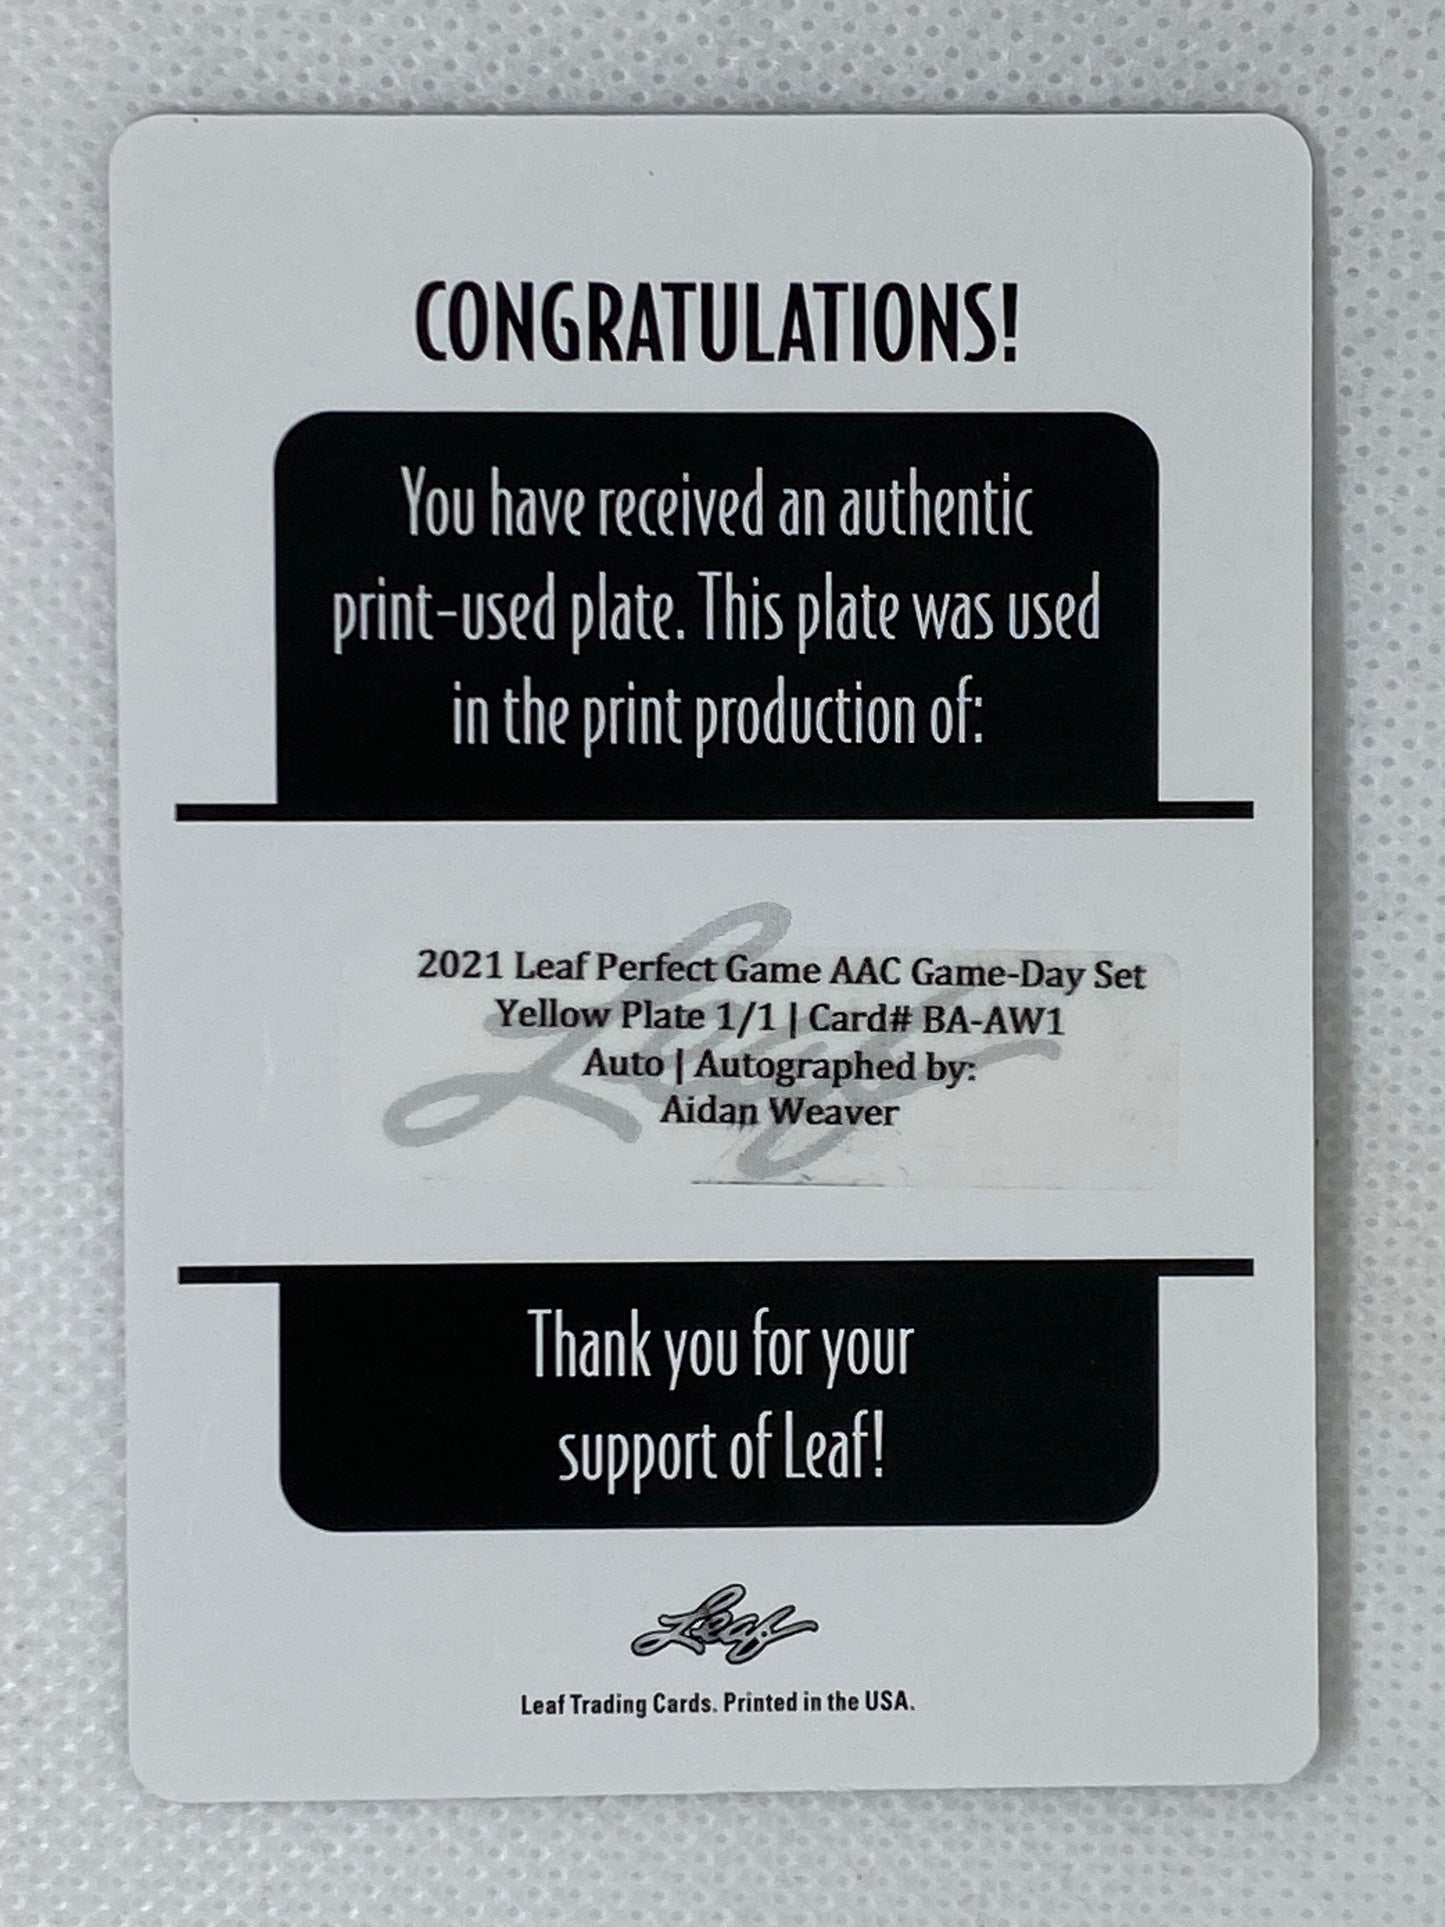 CONGRATULATIONS!
You have received an authentic
print-used plate. This plate was used
in the print production of:
Leaf
2021 Leaf Perfect Game AAC Game-Day Set
Yellow Plate 1/1 | Card# BA-AW1
Auto | Autographed by:
Aidan Weaver
Thank you for your
support of Leaf!
Leaf
Leaf Trading Cards. Printed in the USA.